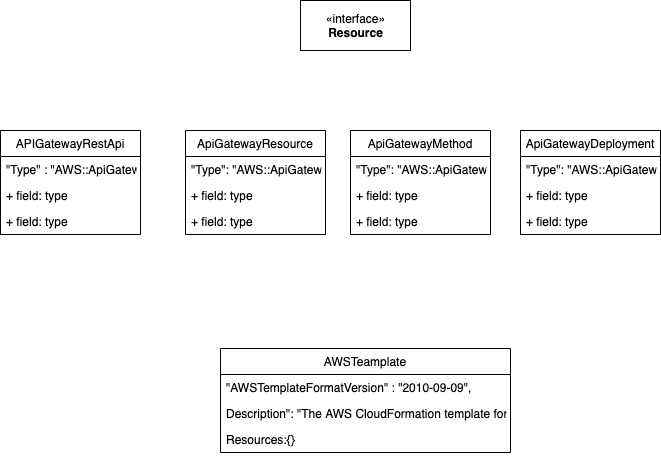 «interface»
Resource
APIGatewayRestApi
"Type" : "AWS::ApiGatew
+ field: type
+ field: type
ApiGatewayResource
"Type": "AWS::ApiGatew
+ field: type
+ field: type
ApiGatewayMethod
"Type": "AWS::ApiGatew
+ field: type
+ field: type
ApiGatewayDeployment
"Type": "AWS::ApiGatew
+ field: type
+ field: type
AWSTeamplate
"AWSTemplateFormatVersion" : "2010-09-09",
Description": "The AWS CloudFormation template for
Resources:{}